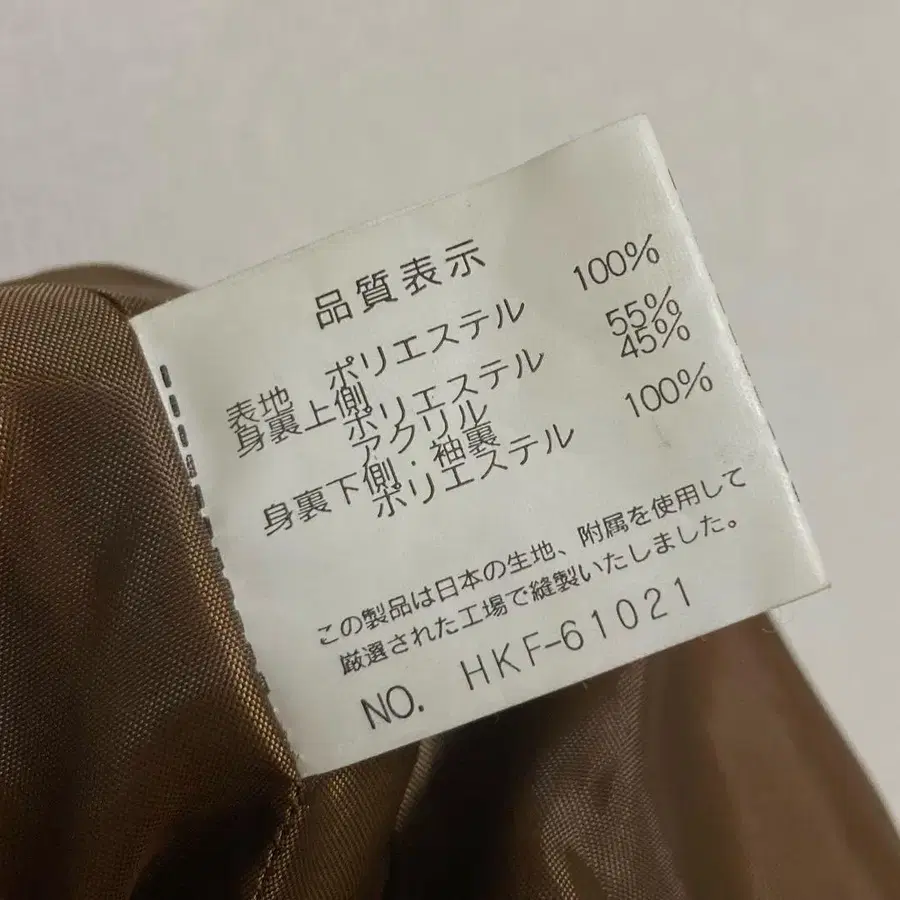 品質表示
表地 ポリエステル 100%
身裏上側
ポリエステル 55%
アクリル 45%
身裏下側・袖裏
ポリエステル 100%
この製品は日本の生地、附属を使用して
厳選された工場で縫製いたしました。
NO. HKF-61021